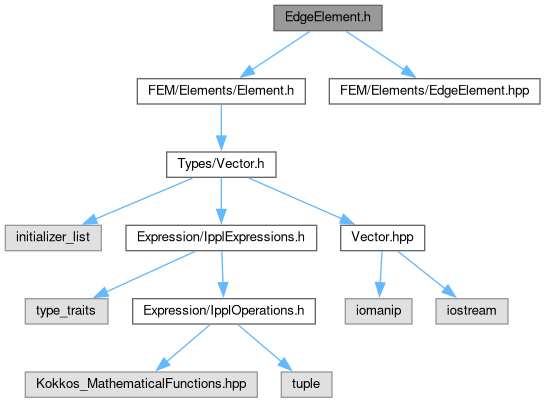 EdgeElement.h
FEM/Elements/Element.h
FEM/Elements/EdgeElement.hpp
Types/Vector.h
initializer_list
Expression/IpplExpressions.h
Vector.hpp
type_traits
Expression/IpplOperations.h
iomanip
iostream
Kokkos_MathematicalFunctions.hpp
tuple